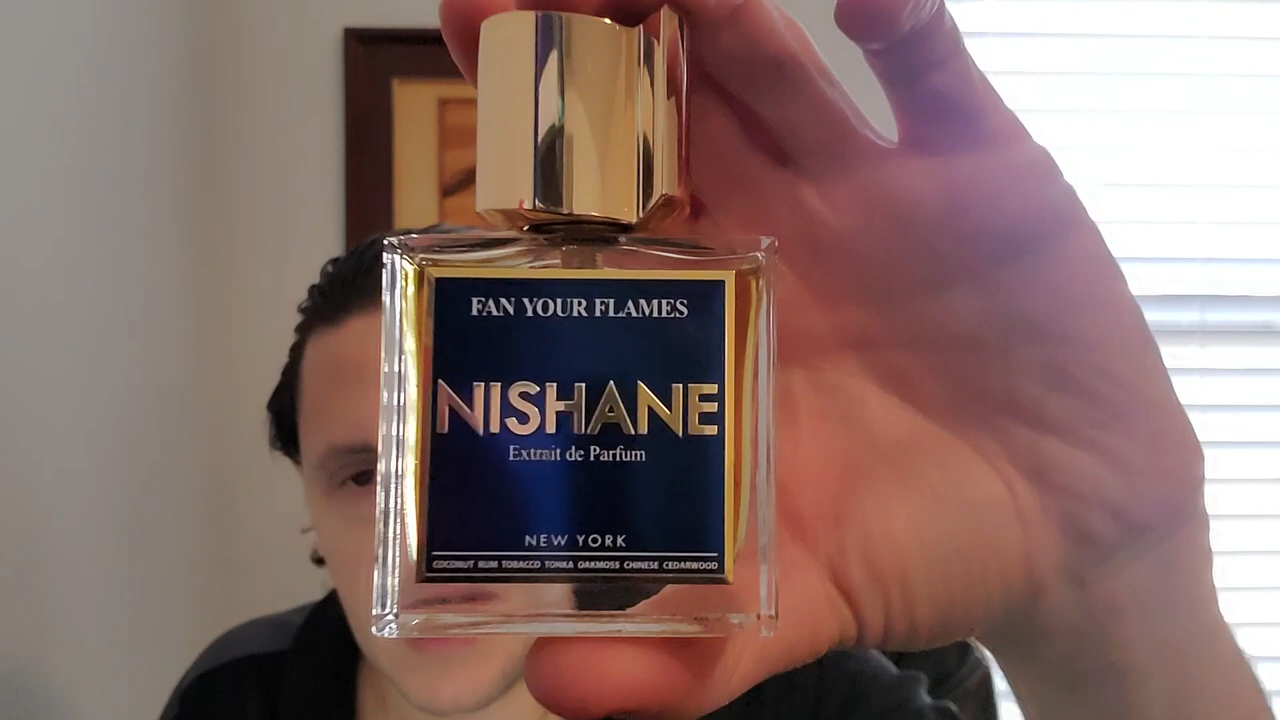 FAN YOUR FLAMES
NISHANE
Extrait de Parfum
NEW YORK
COCONUT RUM TOBACCO TONKA OAKMOSS CHINESE CEDARWOOD